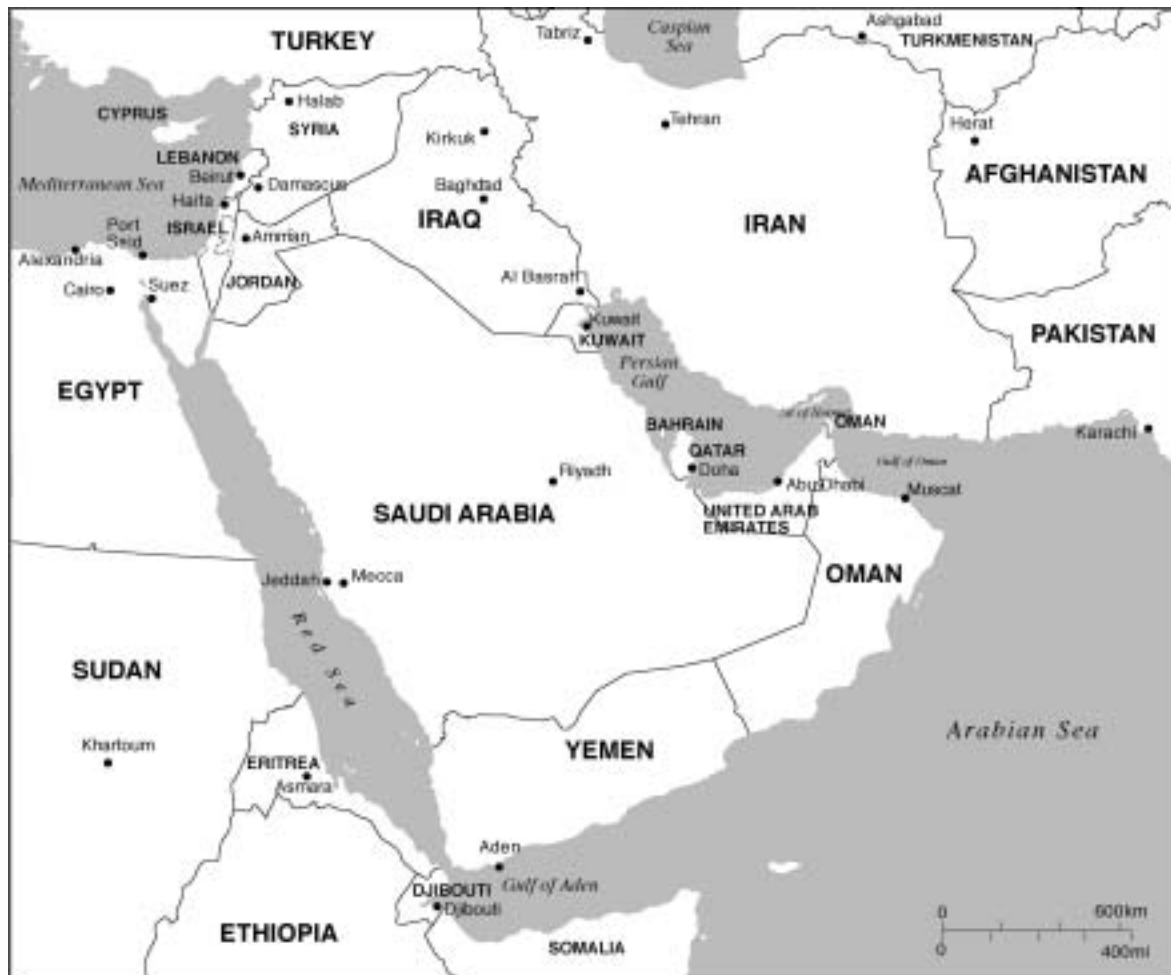 TURKEY
Tabriz
Caspian
Sea
Ashgabad
TURKMENISTAN
CYPRUS
Halab
SYRIA
Kirkuk
Tehran
Herat
LEBANON
Beirut
Mediterranean Sea
Damascus
Baghdad
AFGHANISTAN
Haifa
ISRAEL
IRAQ
IRAN
Port
Said
Amman
Alexandria
Cairo
Suez
JORDAN
Al Basrah
Kuwait
KUWAIT
PAKISTAN
Persian
Gulf
EGYPT
BAHRAIN
OMAN
Karachi
QATAR
Doha
Gulf of Oman
Riyadh
Abu Dhabi
Muscat
SAUDI ARABIA
UNITED ARAB
EMIRATES
OMAN
Jeddah
Mecca
Red Sea
SUDAN
Khartoum
ERITREA
Asmara
YEMEN
Arabian Sea
Aden
DJIBOUTI
Djibouti
Gulf of Aden
ETHIOPIA
SOMALIA
0 600km
0 400mi